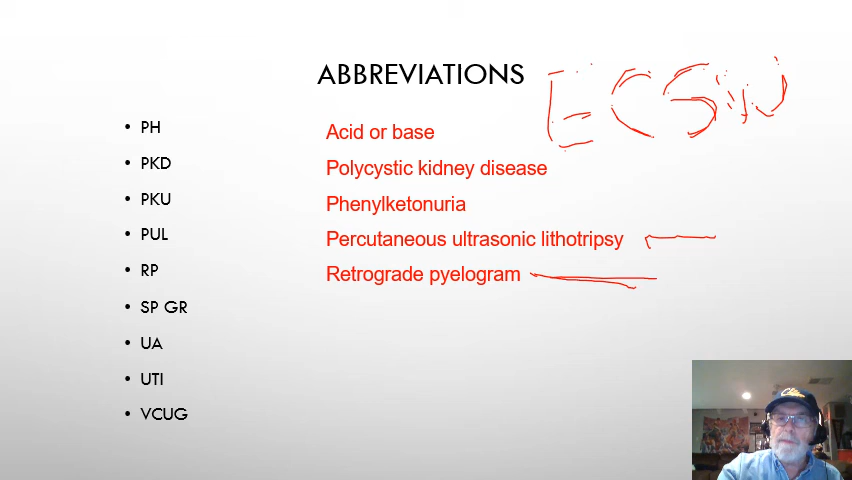 ABBREVIATIONS
ECSW
• PH Acid or base
• PKD Polycystic kidney disease
• PKU Phenylketonuria
• PUL Percutaneous ultrasonic lithotripsy
• RP Retrograde pyelogram
• SP GR
• UA
• UTI
• VCUG